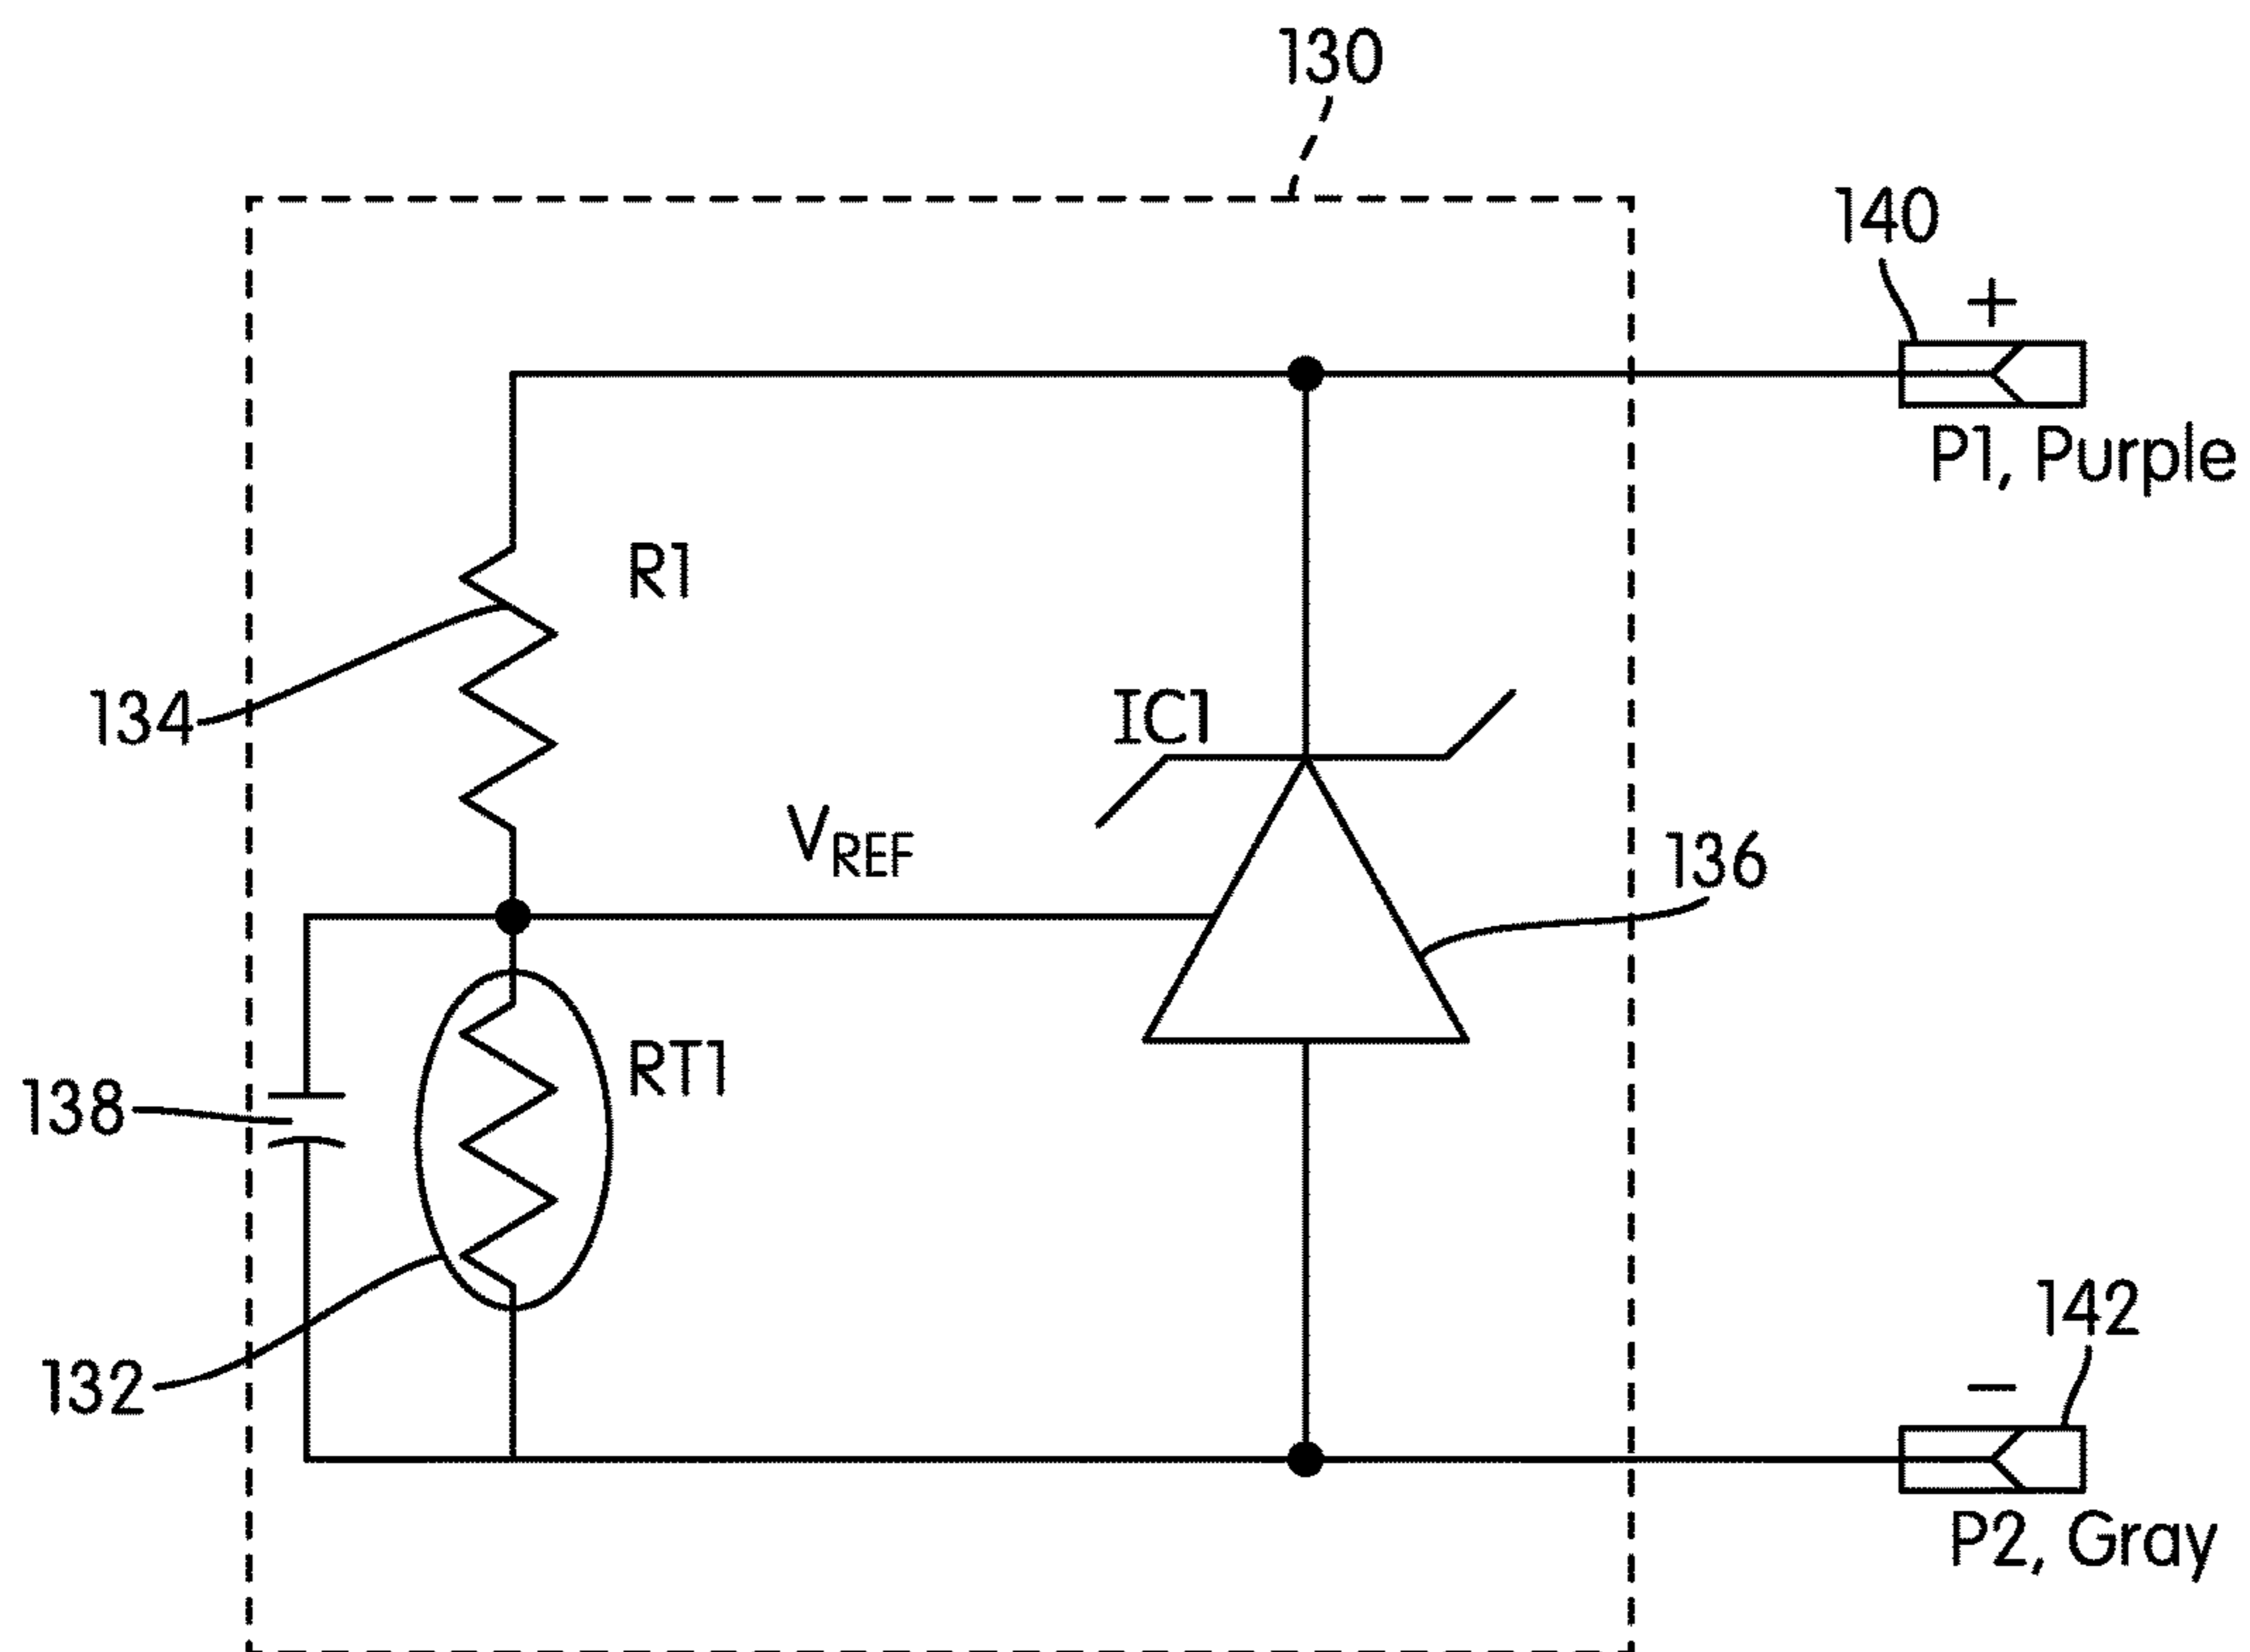 130
140
+
P1, Purple
R1
134
IC1
VREF
136
RT1
138
132
142
−
P2, Gray